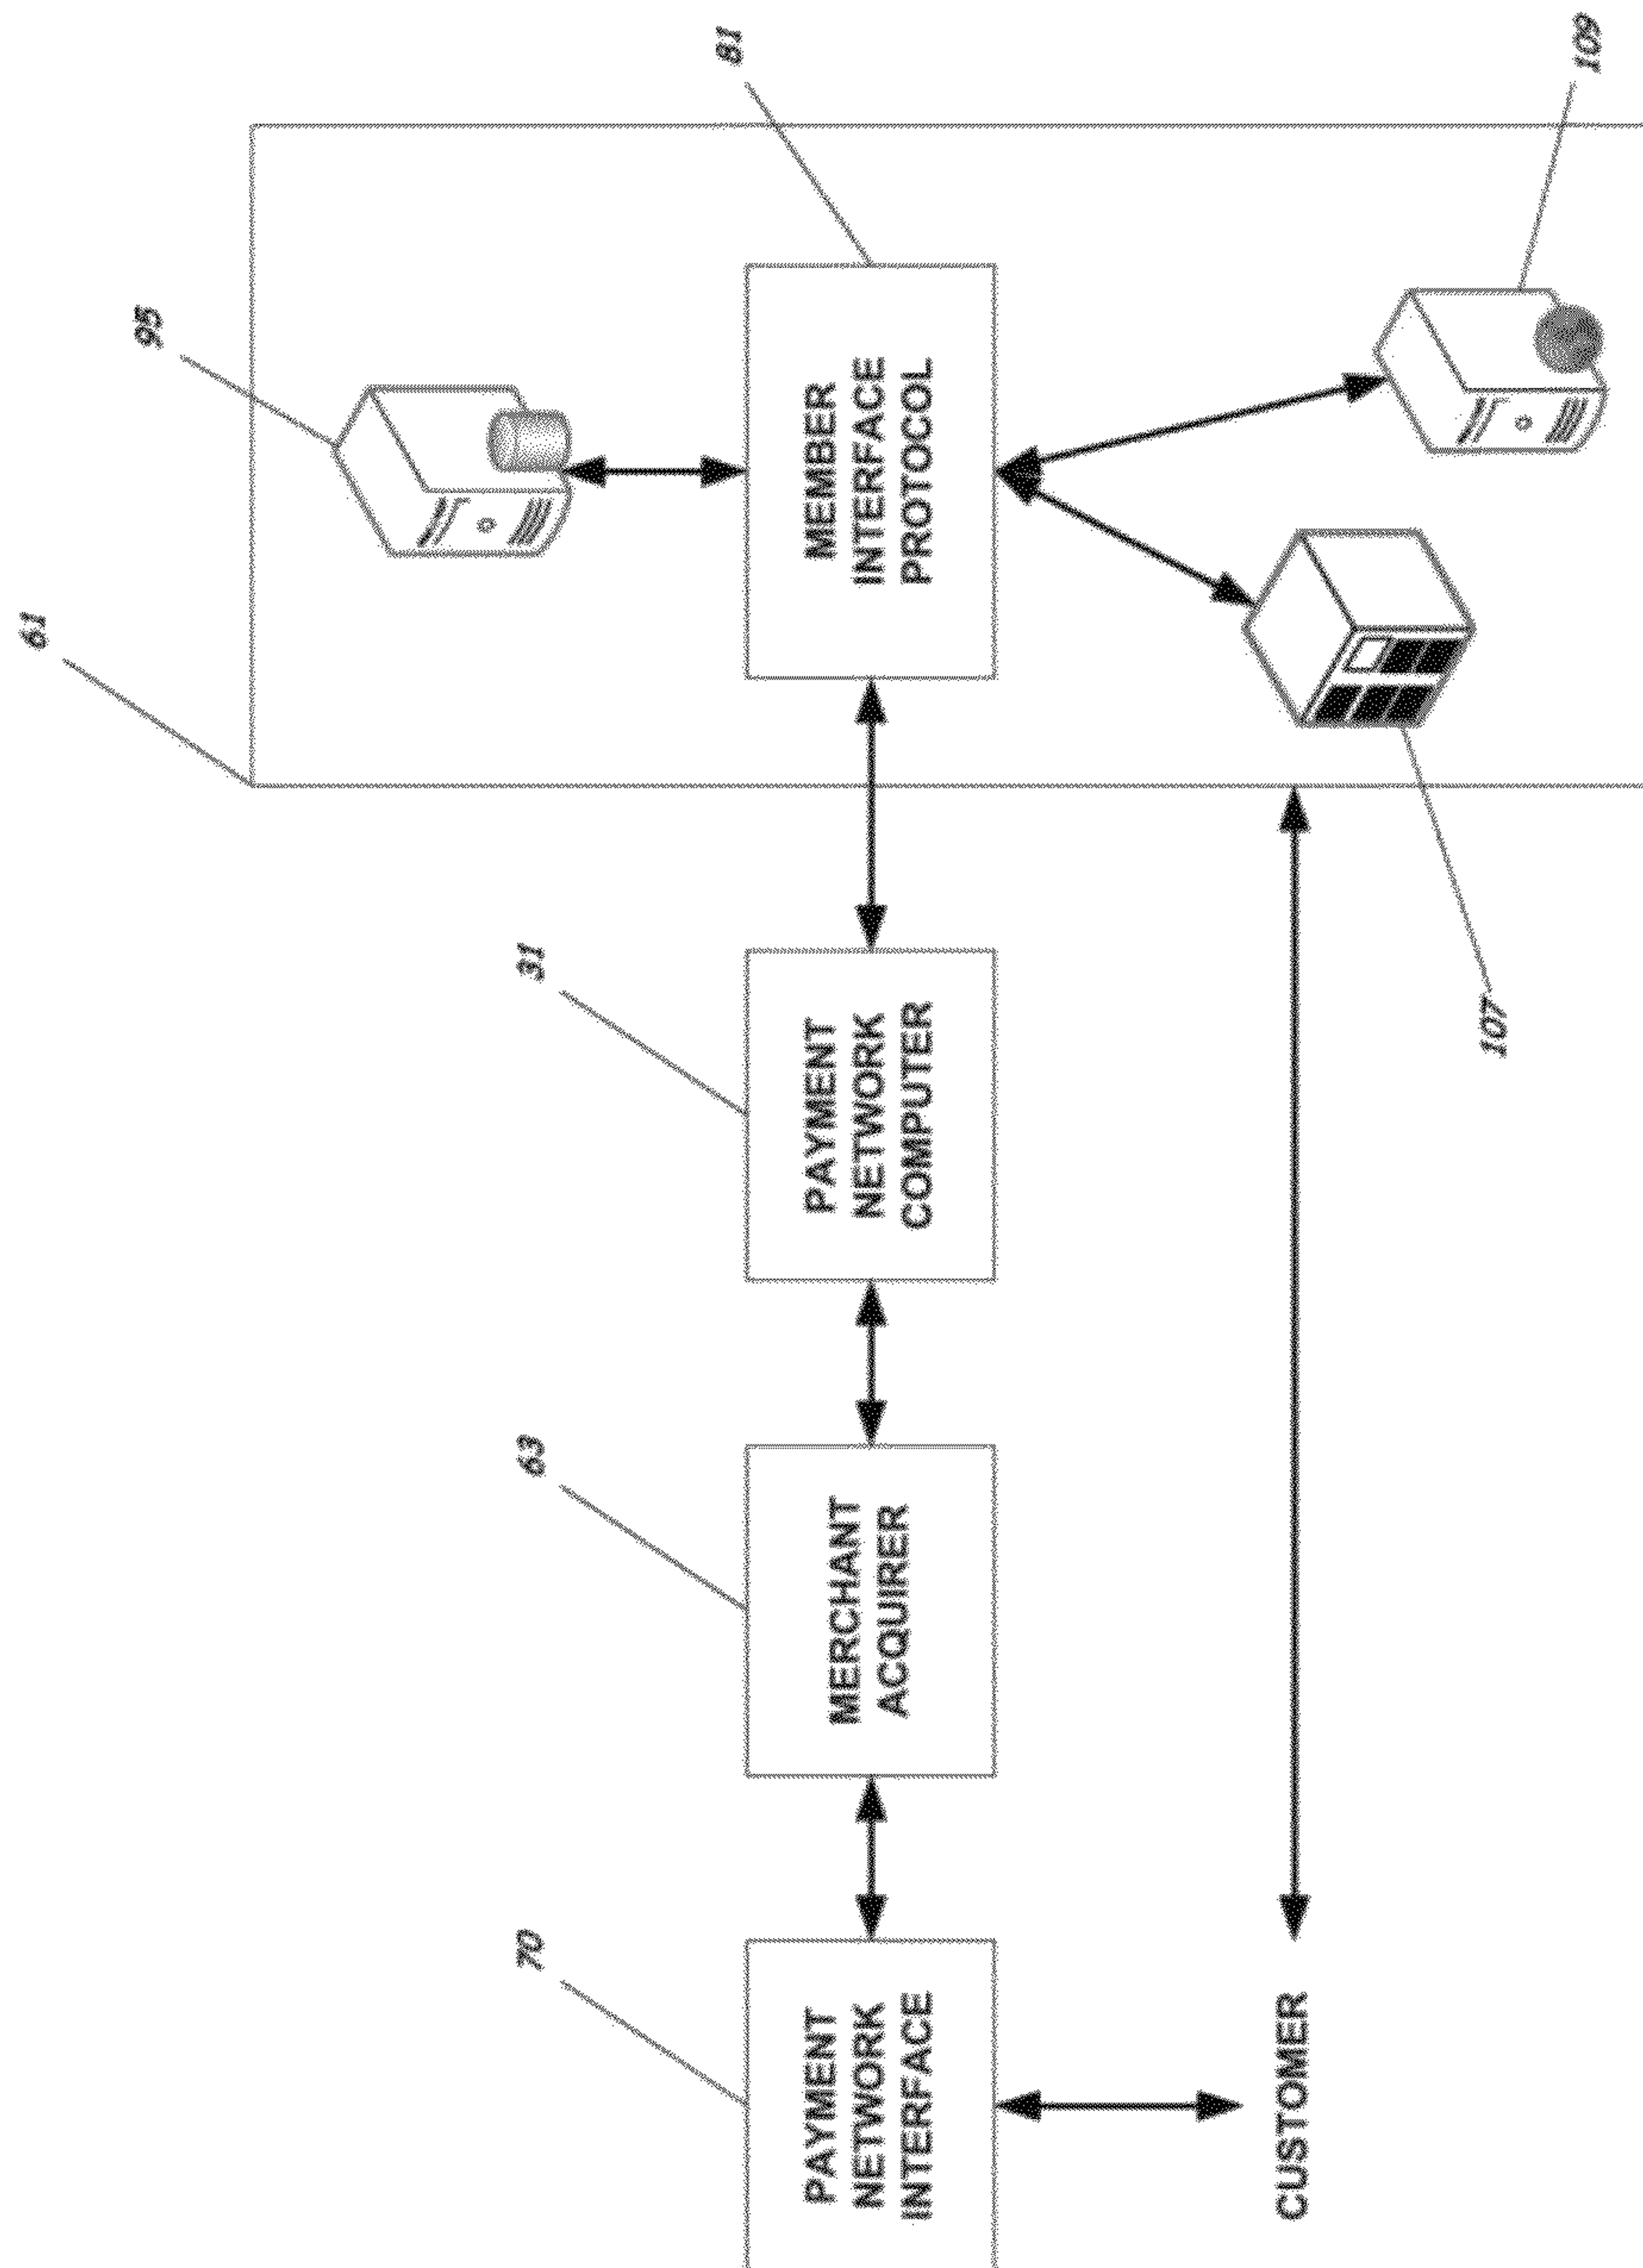 61
95
81
109
MEMBER
INTERFACE
PROTOCOL
31
PAYMENT
NETWORK
COMPUTER
107
63
MERCHANT
ACQUIRER
70
PAYMENT
NETWORK
INTERFACE
CUSTOMER